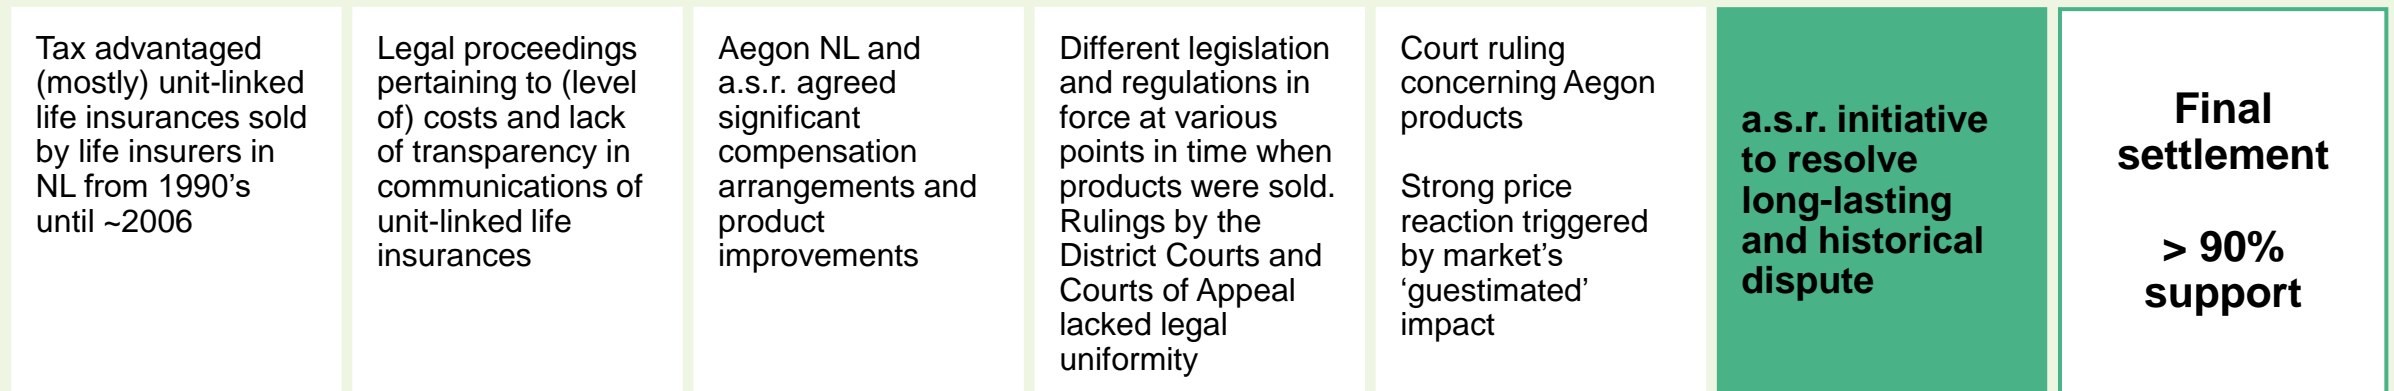 Tax advantaged
(mostly) unit-linked
life insurances sold
by life insurers in
NL from 1990's
until ~2006
Legal proceedings
pertaining to (level
of) costs and lack
of transparency in
communications of
unit-linked life
insurances
Aegon NL and
a.s.r. agreed
significant
compensation
arrangements and
product
improvements
Different legislation
and regulations in
force at various
points in time when
products were sold.
Rulings by the
District Courts and
Courts of Appeal
lacked legal
uniformity
Court ruling
concerning Aegon
products
Strong price
reaction triggered
by market's
‘guestimated’
impact
a.s.r. initiative
to resolve
long-lasting
and historical
dispute
Final
settlement
> 90%
support